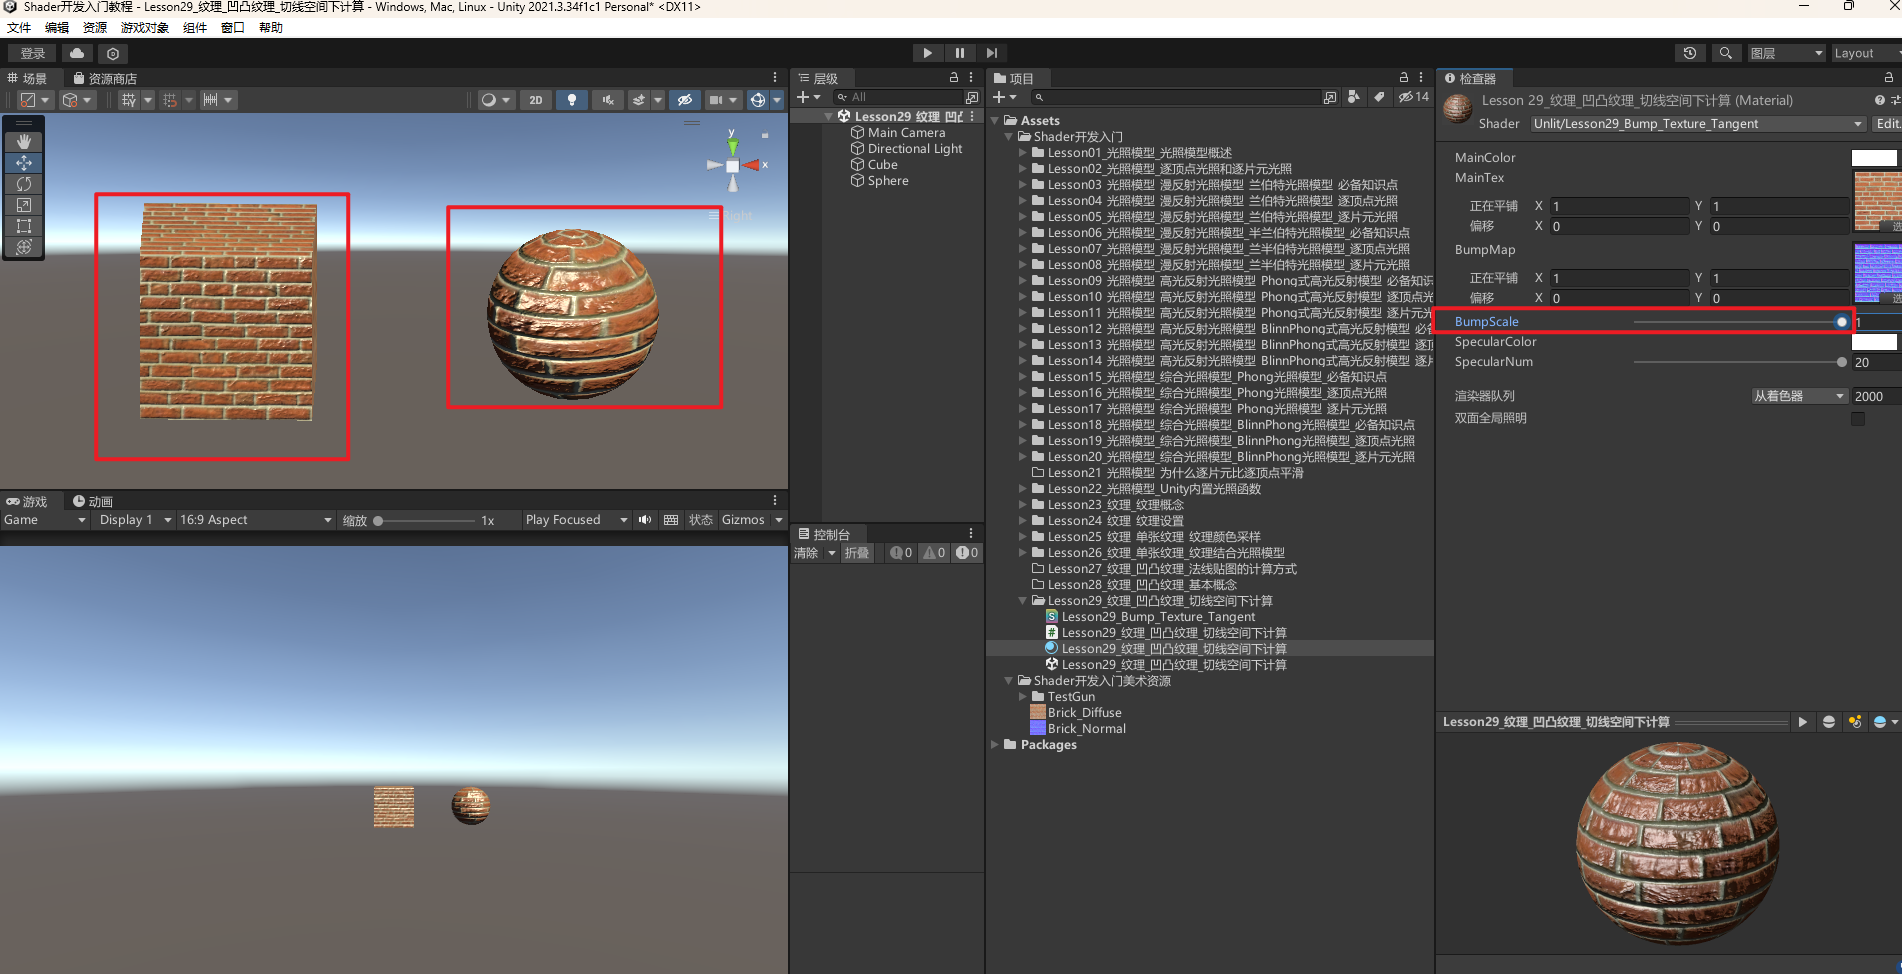 Shader开发入门教程 - Lesson29_纹理_凹凸纹理_切线空间下计算 - Windows, Mac, Linux - Unity 2021.3.34f1c1 Personal* <DX11>
文件 编辑 资源 游戏对象 组件 窗口 帮助
登录
图层
Layout
场景
资源商店
2D
y
x
Right
层级
All
Lesson29 纹理
Main Camera
Directional Light
Cube
Sphere
项目
14
Assets
Shader开发入门
Lesson01_光照模型_光照模型概述
Lesson02_光照模型_逐顶点光照和逐片元光照
Lesson03_光照模型_漫反射光照模型_兰伯特光照模型_必备知识点
Lesson04_光照模型_漫反射光照模型_兰伯特光照模型_逐顶点光照
Lesson05_光照模型_漫反射光照模型_兰伯特光照模型_逐片元光照
Lesson06_光照模型_漫反射光照模型_半兰伯特光照模型_必备知识点
Lesson07_光照模型_漫反射光照模型_兰半伯特光照模型_逐顶点光照
Lesson08_光照模型_漫反射光照模型_兰半伯特光照模型_逐片元光照
Lesson09_光照模型_高光反射光照模型_Phong式高光反射模型_必备知识
Lesson10_光照模型_高光反射光照模型_Phong式高光反射模型_逐顶点光
Lesson11_光照模型_高光反射光照模型_Phong式高光反射模型_逐片元光
Lesson12_光照模型_高光反射光照模型_BlinnPhong式高光反射模型_必
Lesson13_光照模型_高光反射光照模型_BlinnPhong式高光反射模型_逐顶
Lesson14_光照模型_高光反射光照模型_BlinnPhong式高光反射模型_逐片
Lesson15_光照模型_综合光照模型_Phong光照模型_必备知识点
Lesson16_光照模型_综合光照模型_Phong光照模型_逐顶点光照
Lesson17_光照模型_综合光照模型_Phong光照模型_逐片元光照
Lesson18_光照模型_综合光照模型_BlinnPhong光照模型_必备知识点
Lesson19_光照模型_综合光照模型_BlinnPhong光照模型_逐顶点光照
Lesson20_光照模型_综合光照模型_BlinnPhong光照模型_逐片元光照
Lesson21_光照模型_为什么逐片元比逐顶点平滑
Lesson22_光照模型_Unity内置光照函数
Lesson23_纹理_纹理概念
Lesson24_纹理_纹理设置
Lesson25_纹理_单张纹理_纹理颜色采样
Lesson26_纹理_单张纹理_纹理结合光照模型
Lesson27_纹理_凹凸纹理_法线贴图的计算方式
Lesson28_纹理_凹凸纹理_基本概念
Lesson29_纹理_凹凸纹理_切线空间下计算
Lesson29_Bump_Texture_Tangent
Lesson29_纹理_凹凸纹理_切线空间下计算
Lesson29_纹理_凹凸纹理_切线空间下计算
Lesson29_纹理_凹凸纹理_切线空间下计算
Shader开发入门美术资源
TestGun
Brick_Diffuse
Brick_Normal
Packages
检查器
Lesson 29_纹理_凹凸纹理_切线空间下计算 (Material)
Shader Unlit/Lesson29_Bump_Texture_Tangent Edit.
MainColor
MainTex
正在平铺 X 1 Y 1
偏移 X 0 Y 0
选
BumpMap
正在平铺 X 1 Y 1
偏移 X 0 Y 0
选
BumpScale 1
SpecularColor
SpecularNum 20
渲染器队列 从着色器 2000
双面全局照明
Lesson29_纹理_凹凸纹理_切线空间下计算
游戏
动画
Game Display 1 16:9 Aspect 缩放 1x Play Focused 状态 Gizmos
控制台
清除 折叠 0 0 0